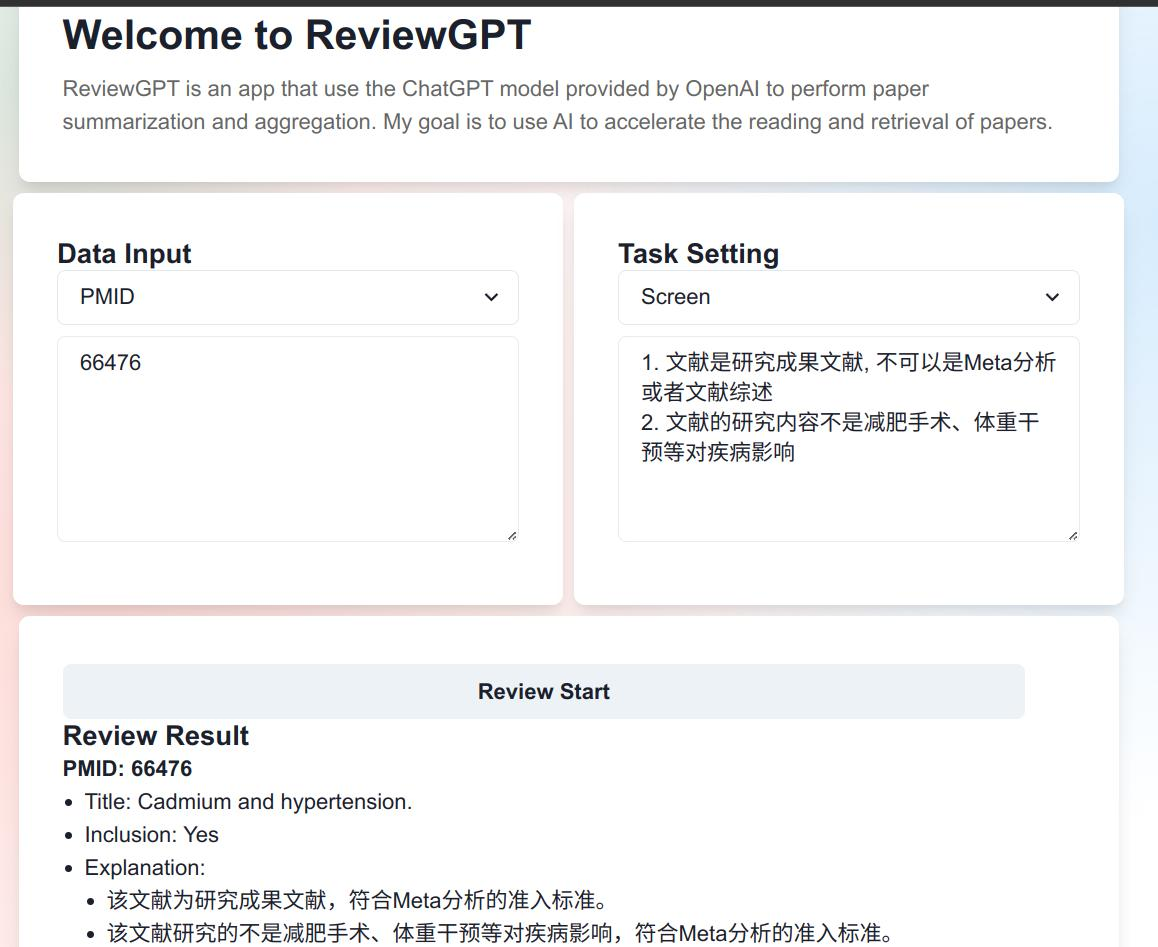 Welcome to ReviewGPT
ReviewGPT is an app that use the ChatGPT model provided by OpenAI to perform paper
summarization and aggregation. My goal is to use AI to accelerate the reading and retrieval of papers.
Data Input
PMID
66476
Task Setting
Screen
1. 文献是研究成果文献, 不可以是Meta分析
或者文献综述
2. 文献的研究内容不是减肥手术、体重干
预等对疾病影响
Review Start
Review Result
PMID: 66476
Title: Cadmium and hypertension.
Inclusion: Yes
Explanation:
该文献为研究成果文献，符合Meta分析的准入标准。
该文献研究的不是减肥手术、体重干预等对疾病影响，符合Meta分析的准入标准。